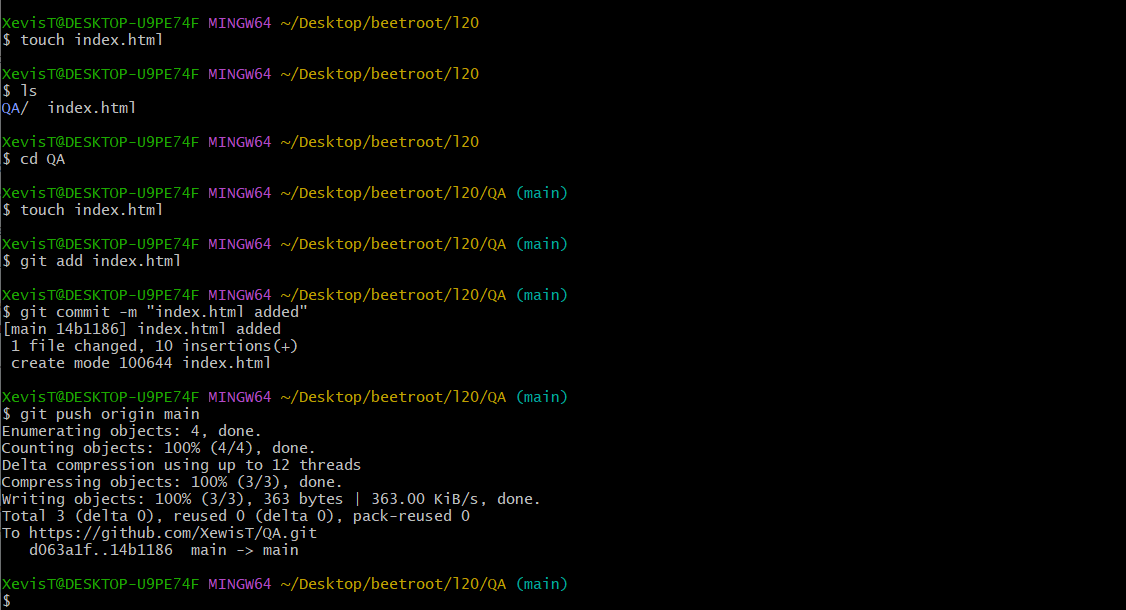 XevisT@DESKTOP-U9PE74F MINGW64 ~/Desktop/beetroot/l20
$ touch index.html
XevisT@DESKTOP-U9PE74F MINGW64 ~/Desktop/beetroot/l20
$ ls
QA/  index.html
XevisT@DESKTOP-U9PE74F MINGW64 ~/Desktop/beetroot/l20
$ cd QA
XevisT@DESKTOP-U9PE74F MINGW64 ~/Desktop/beetroot/l20/QA (main)
$ touch index.html
XevisT@DESKTOP-U9PE74F MINGW64 ~/Desktop/beetroot/l20/QA (main)
$ git add index.html
XevisT@DESKTOP-U9PE74F MINGW64 ~/Desktop/beetroot/l20/QA (main)
$ git commit -m "index.html added"
[main 14b1186] index.html added
 1 file changed, 10 insertions(+)
 create mode 100644 index.html
XevisT@DESKTOP-U9PE74F MINGW64 ~/Desktop/beetroot/l20/QA (main)
$ git push origin main
Enumerating objects: 4, done.
Counting objects: 100% (4/4), done.
Delta compression using up to 12 threads
Compressing objects: 100% (3/3), done.
Writing objects: 100% (3/3), 363 bytes | 363.00 KiB/s, done.
Total 3 (delta 0), reused 0 (delta 0), pack-reused 0
To https://github.com/XewisT/QA.git
   d063a1f..14b1186  main -> main
XevisT@DESKTOP-U9PE74F MINGW64 ~/Desktop/beetroot/l20/QA (main)
$